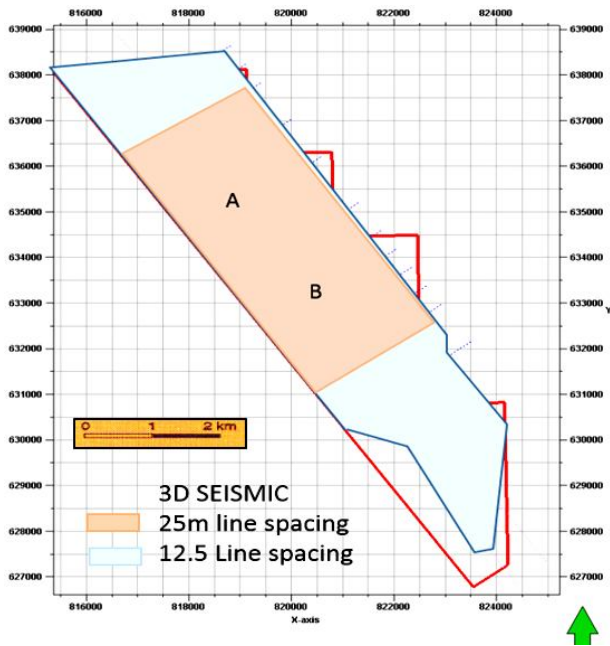 816000 818000 820000 822000 824000
639000 639000
638000 638000
637000 637000
636000 636000
635000 635000
634000 634000
633000 633000
632000 632000
631000 631000
630000 630000
629000 629000
628000 628000
627000 627000
A
B
Y
0 1 2 km
3D SEISMIC
25m line spacing
12.5 Line spacing
816000 818000 820000 822000 824000
X-axis